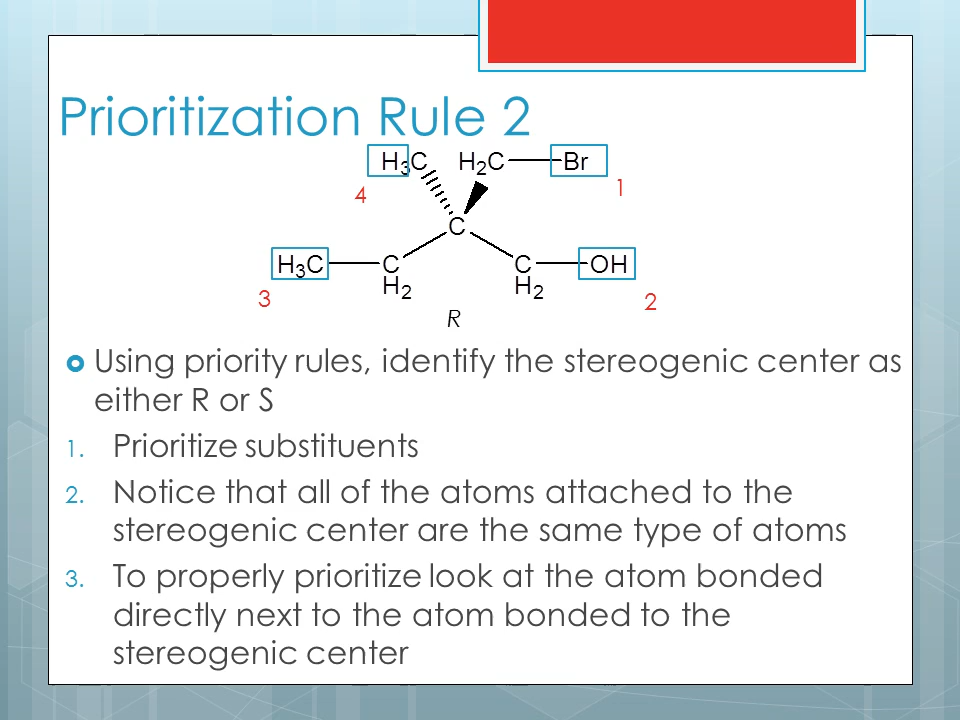 Prioritization Rule 2
H3C H2C Br
4 1
C
H3C C C OH
H2 H2
3 2
R
Using priority rules, identify the stereogenic center as
either R or S
1. Prioritize substituents
2. Notice that all of the atoms attached to the
stereogenic center are the same type of atoms
3. To properly prioritize look at the atom bonded
directly next to the atom bonded to the
stereogenic center